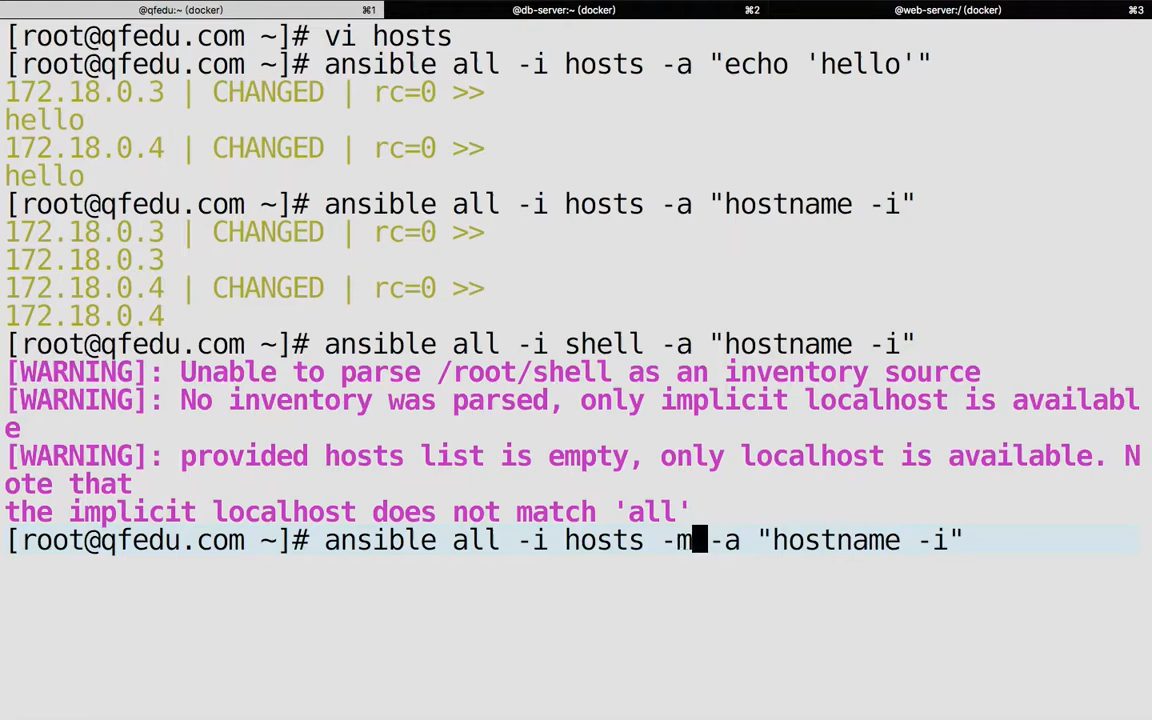 @qfedu:~ (docker) ⌘1 @db-server:~ (docker) ⌘2 @web-server:/ (docker) ⌘3
[root@qfedu.com ~]# vi hosts
[root@qfedu.com ~]# ansible all -i hosts -a "echo 'hello'"
172.18.0.3 | CHANGED | rc=0 >>
hello
172.18.0.4 | CHANGED | rc=0 >>
hello
[root@qfedu.com ~]# ansible all -i hosts -a "hostname -i"
172.18.0.3 | CHANGED | rc=0 >>
172.18.0.3
172.18.0.4 | CHANGED | rc=0 >>
172.18.0.4
[root@qfedu.com ~]# ansible all -i shell -a "hostname -i"
[WARNING]: Unable to parse /root/shell as an inventory source
[WARNING]: No inventory was parsed, only implicit localhost is availabl
e
[WARNING]: provided hosts list is empty, only localhost is available. N
ote that
the implicit localhost does not match 'all'
[root@qfedu.com ~]# ansible all -i hosts -m -a "hostname -i"